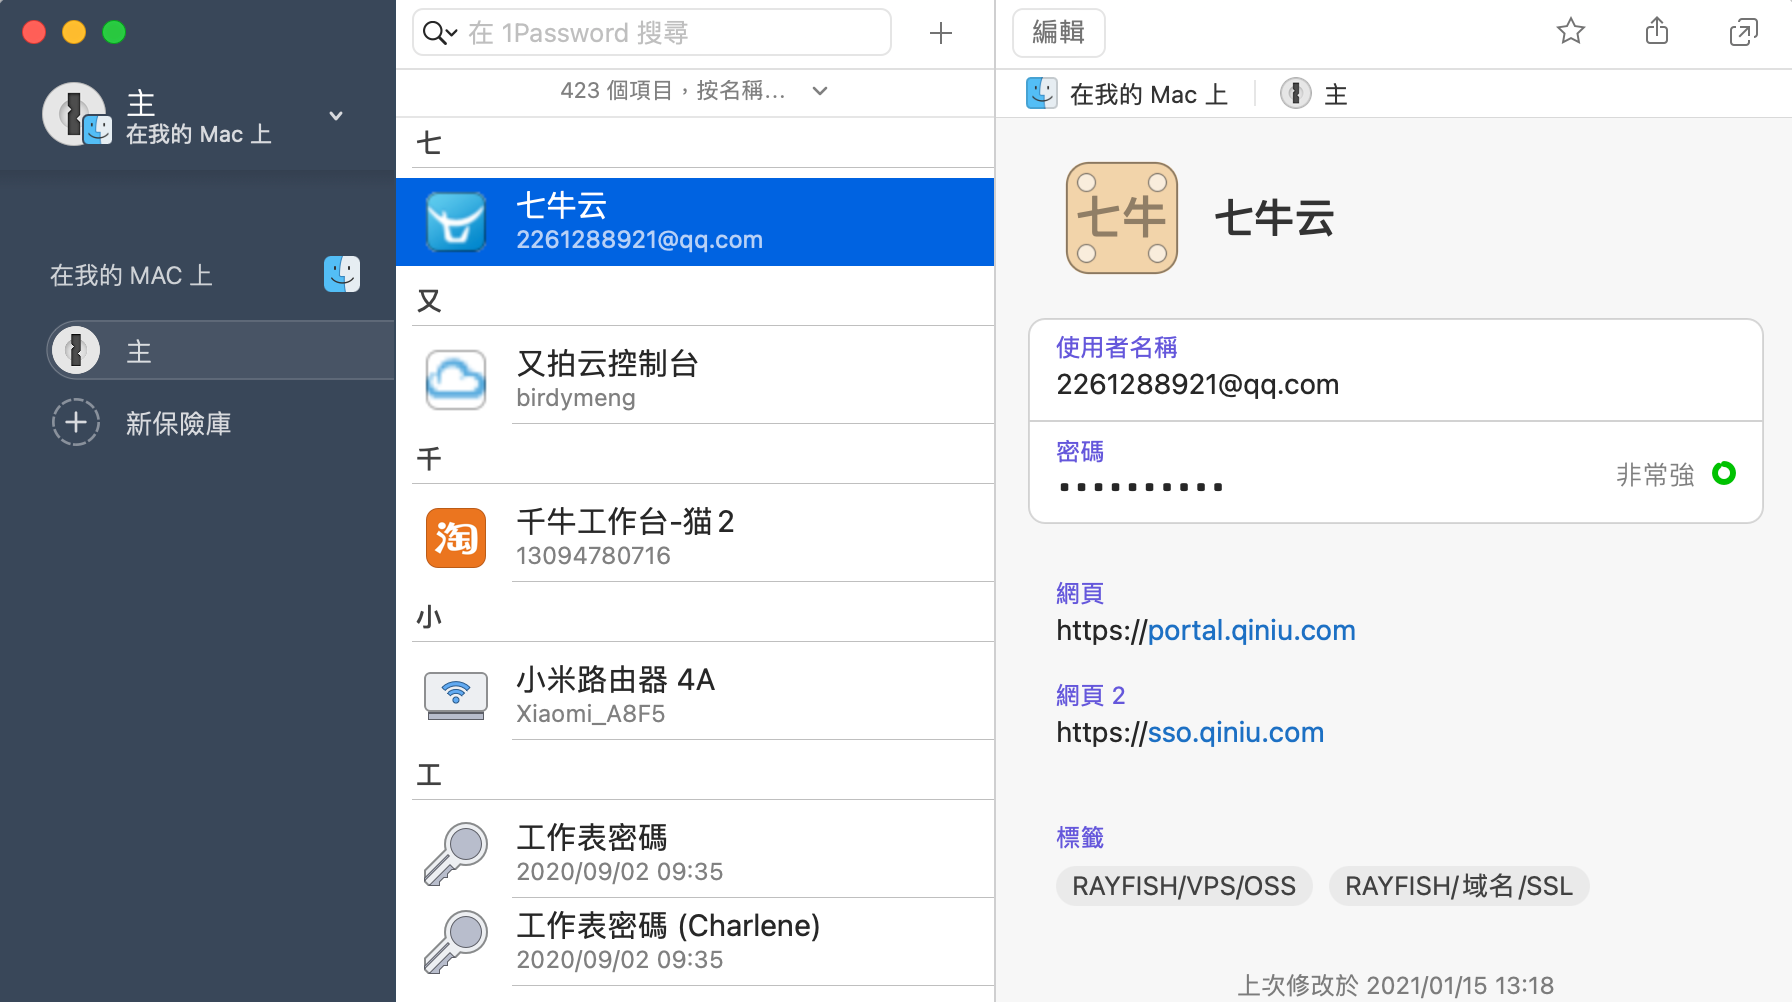 主
在我的 Mac 上
在我的 MAC 上
主
新保險庫
在 1Password 搜尋
423 個項目，按名稱...
七
七牛云
2261288921@qq.com
又
又拍云控制台
birdymeng
千
淘
千牛工作台-猫2
13094780716
小
小米路由器 4A
Xiaomi_A8F5
工
工作表密碼
2020/09/02 09:35
工作表密碼 (Charlene)
2020/09/02 09:35
編輯
在我的 Mac 上
主
七牛
七牛云
使用者名稱
2261288921@qq.com
密碼
••••••••••
非常強
網頁
https://portal.qiniu.com
網頁 2
https://sso.qiniu.com
標籤
RAYFISH/VPS/OSS
RAYFISH/域名/SSL
上次修改於 2021/01/15 13:18